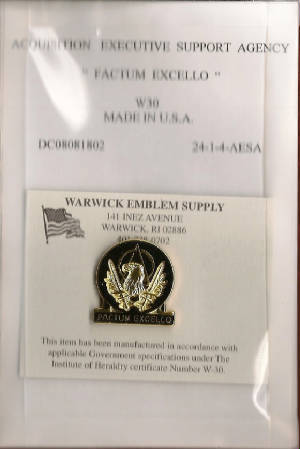 ACQUISITION EXECUTIVE SUPPORT AGENCY
" FACTUM EXCELLO "
W30
MADE IN U.S.A.
DC08081802 24-1-4-AESA
WARWICK EMBLEM SUPPLY
141 INEZ AVENUE
WARWICK, RI 02886
FACTUM EXCELLO
This item has been manufactured in accordance with
applicable Government specifications under The
Institute of Heraldry certificate Number W-30.